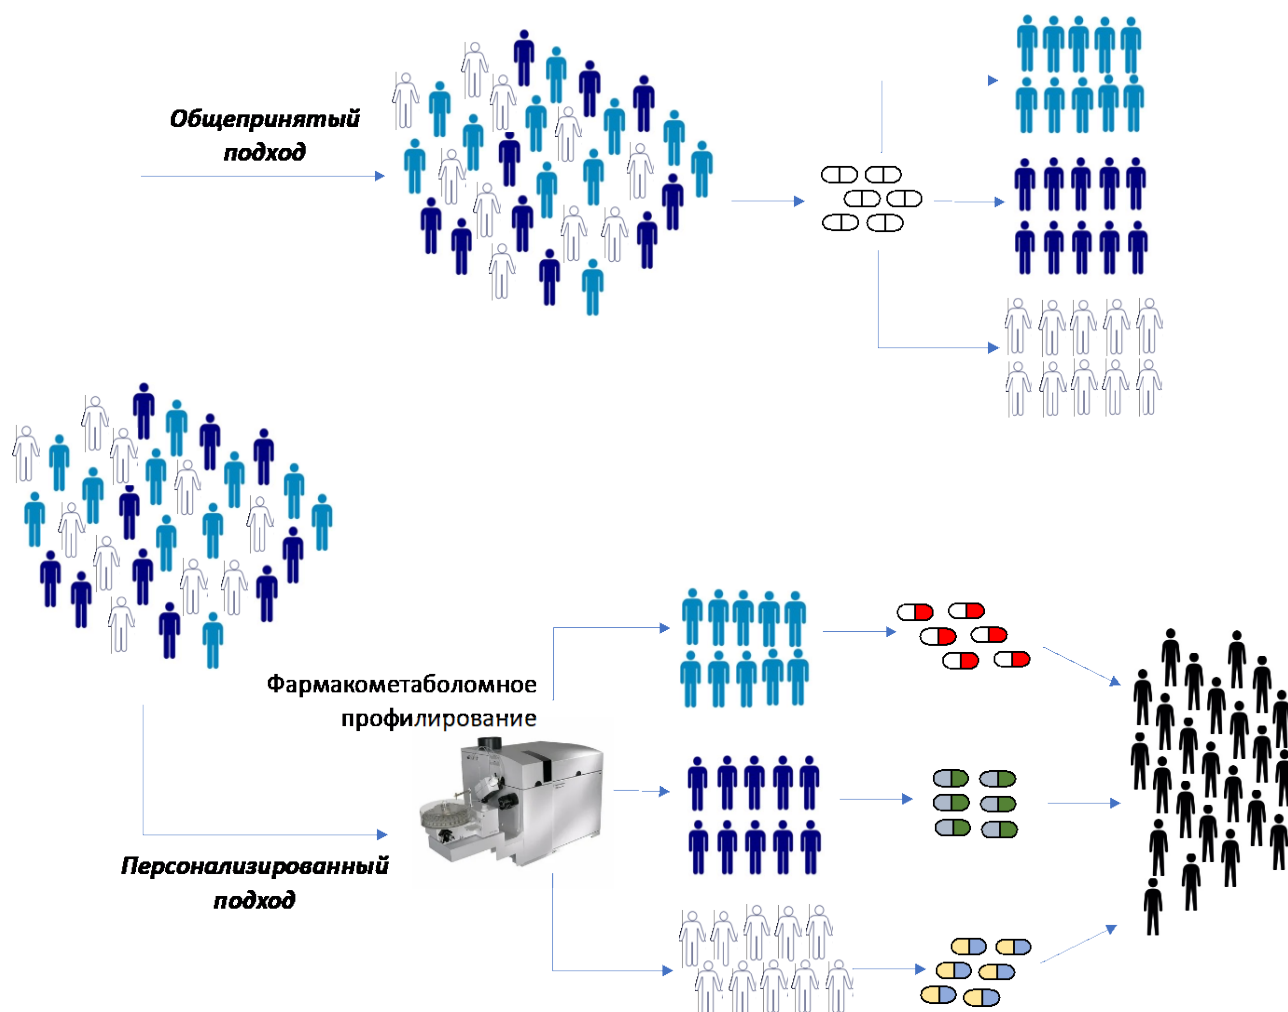 Общепринятый
подход
Фармакометаболомное
профилирование
Персонализированный
подход